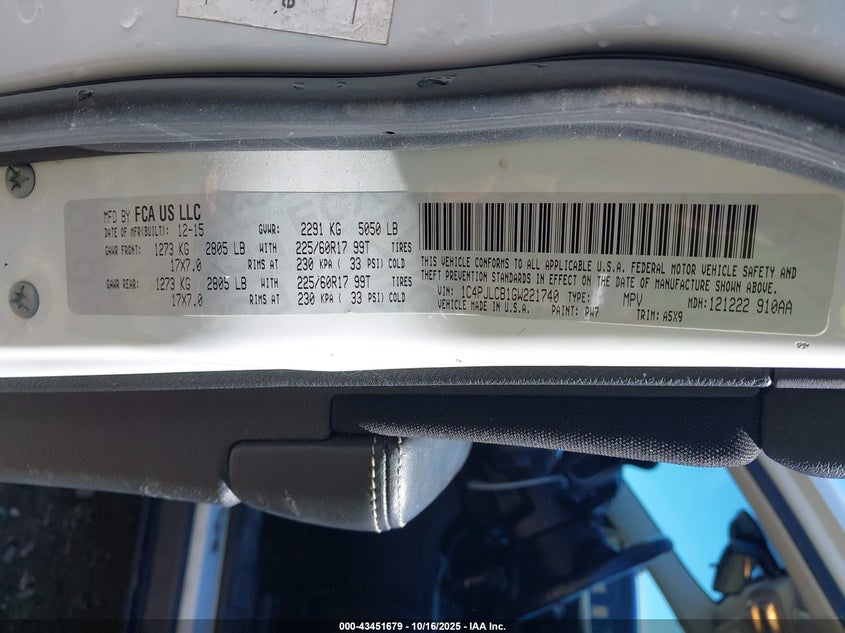 e
MFD BY FCA US LLC
DATE OF MFR(BUILT): 12-15 GVWR: 2291 KG 5050 LB
GAWR FRONT: 1273 KG 2805 LB WITH 225/60R17 99T TIRES
17X7.0 RIMS AT 230 KPA ( 33 PSI) COLD
GAWR REAR: 1273 KG 2805 LB WITH 225/60R17 99T TIRES
17X7.0 RIMS AT 230 KPA ( 33 PSI) COLD
THIS VEHICLE CONFORMS TO ALL APPLICABLE U.S.A. FEDERAL MOTOR VEHICLE SAFETY AND
THEFT PREVENTION STANDARDS IN EFFECT ON THE DATE OF MANUFACTURE SHOWN ABOVE.
VIN: 1C4PJLCB1GW221740 TYPE: MPV MDH:121222 910AA
VEHICLE MADE IN U.S.A. PAINT: PW7 TRIM: A5X9
000-43451679 - 10/16/2025 - IAA Inc.